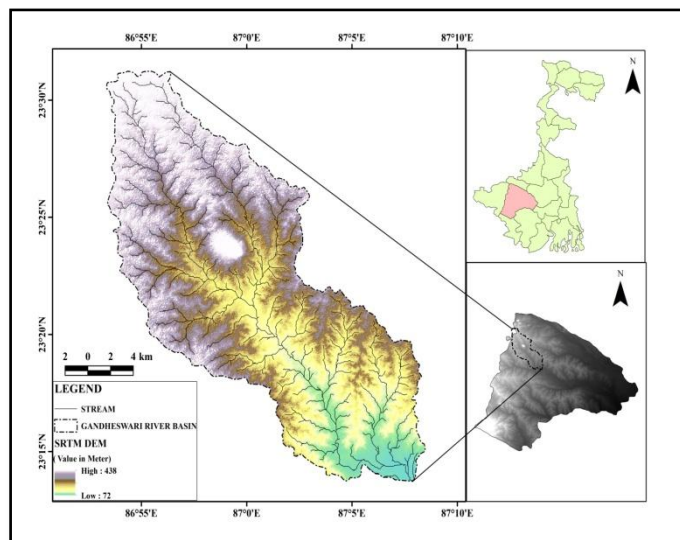 86°55'E 87°0'E 87°5'E 87°10'E
23°30'N
23°25'N
23°20'N
23°15'N
2 0 2 4 km
LEGEND
STREAM
GANDHESWARI RIVER BASIN
SRTM DEM
(Value in Meter)
High : 438
Low : 72
86°55'E 87°0'E 87°5'E 87°10'E
N
N